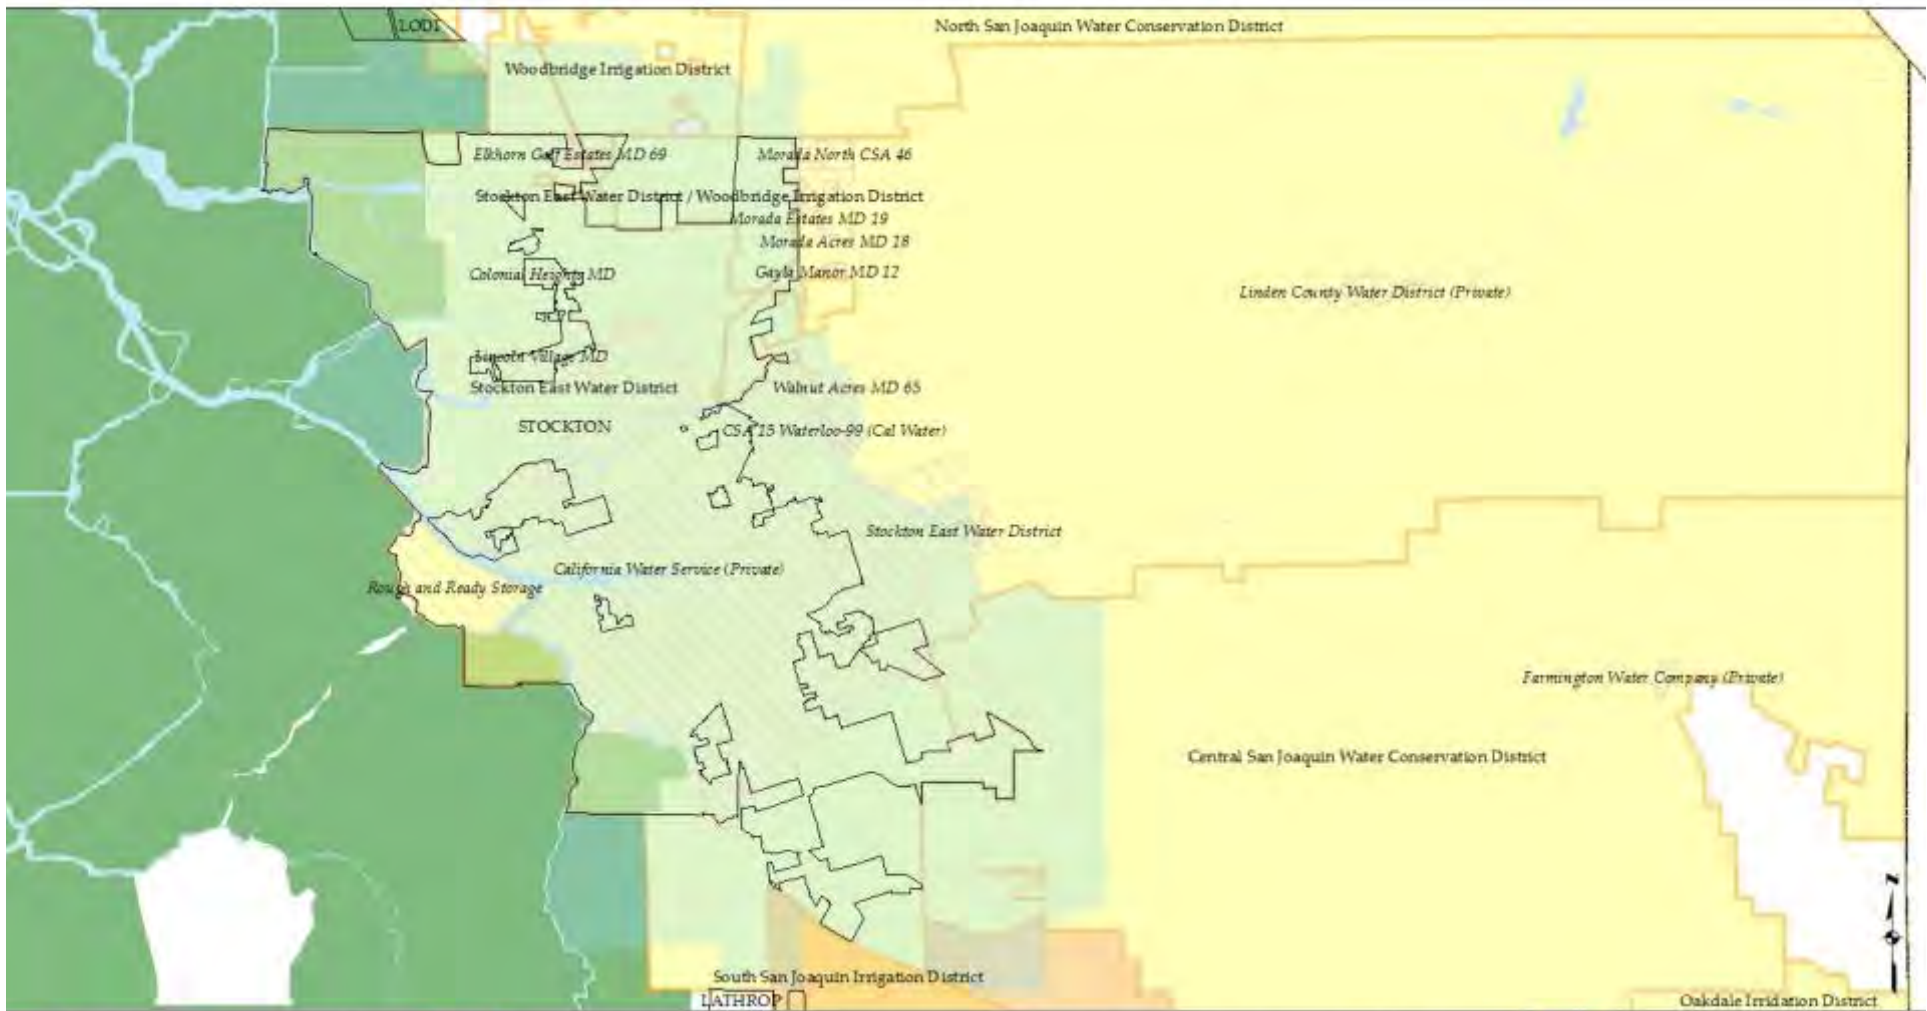 LODI
North San Joaquin Water Conservation District
Woodbridge Irrigation District
Elkhorn Golf Estates MD 69
Morada North CSA 46
Stockton East Water District / Woodbridge Irrigation District
Morada Estates MD 19
Morada Acres MD 18
Colonial Heights MD
Gayla Manor MD 12
Linden County Water District (Private)
Lincoln Village MD
Stockton East Water District
Walnut Acres MD 65
STOCKTON
CSA 15 Waterloo-99 (Cal Water)
Stockton East Water District
California Water Service (Private)
Rough and Ready Storage
Farmington Water Company (Private)
Central San Joaquin Water Conservation District
N
South San Joaquin Irrigation District
LATHROP
Oakdale Irridation District